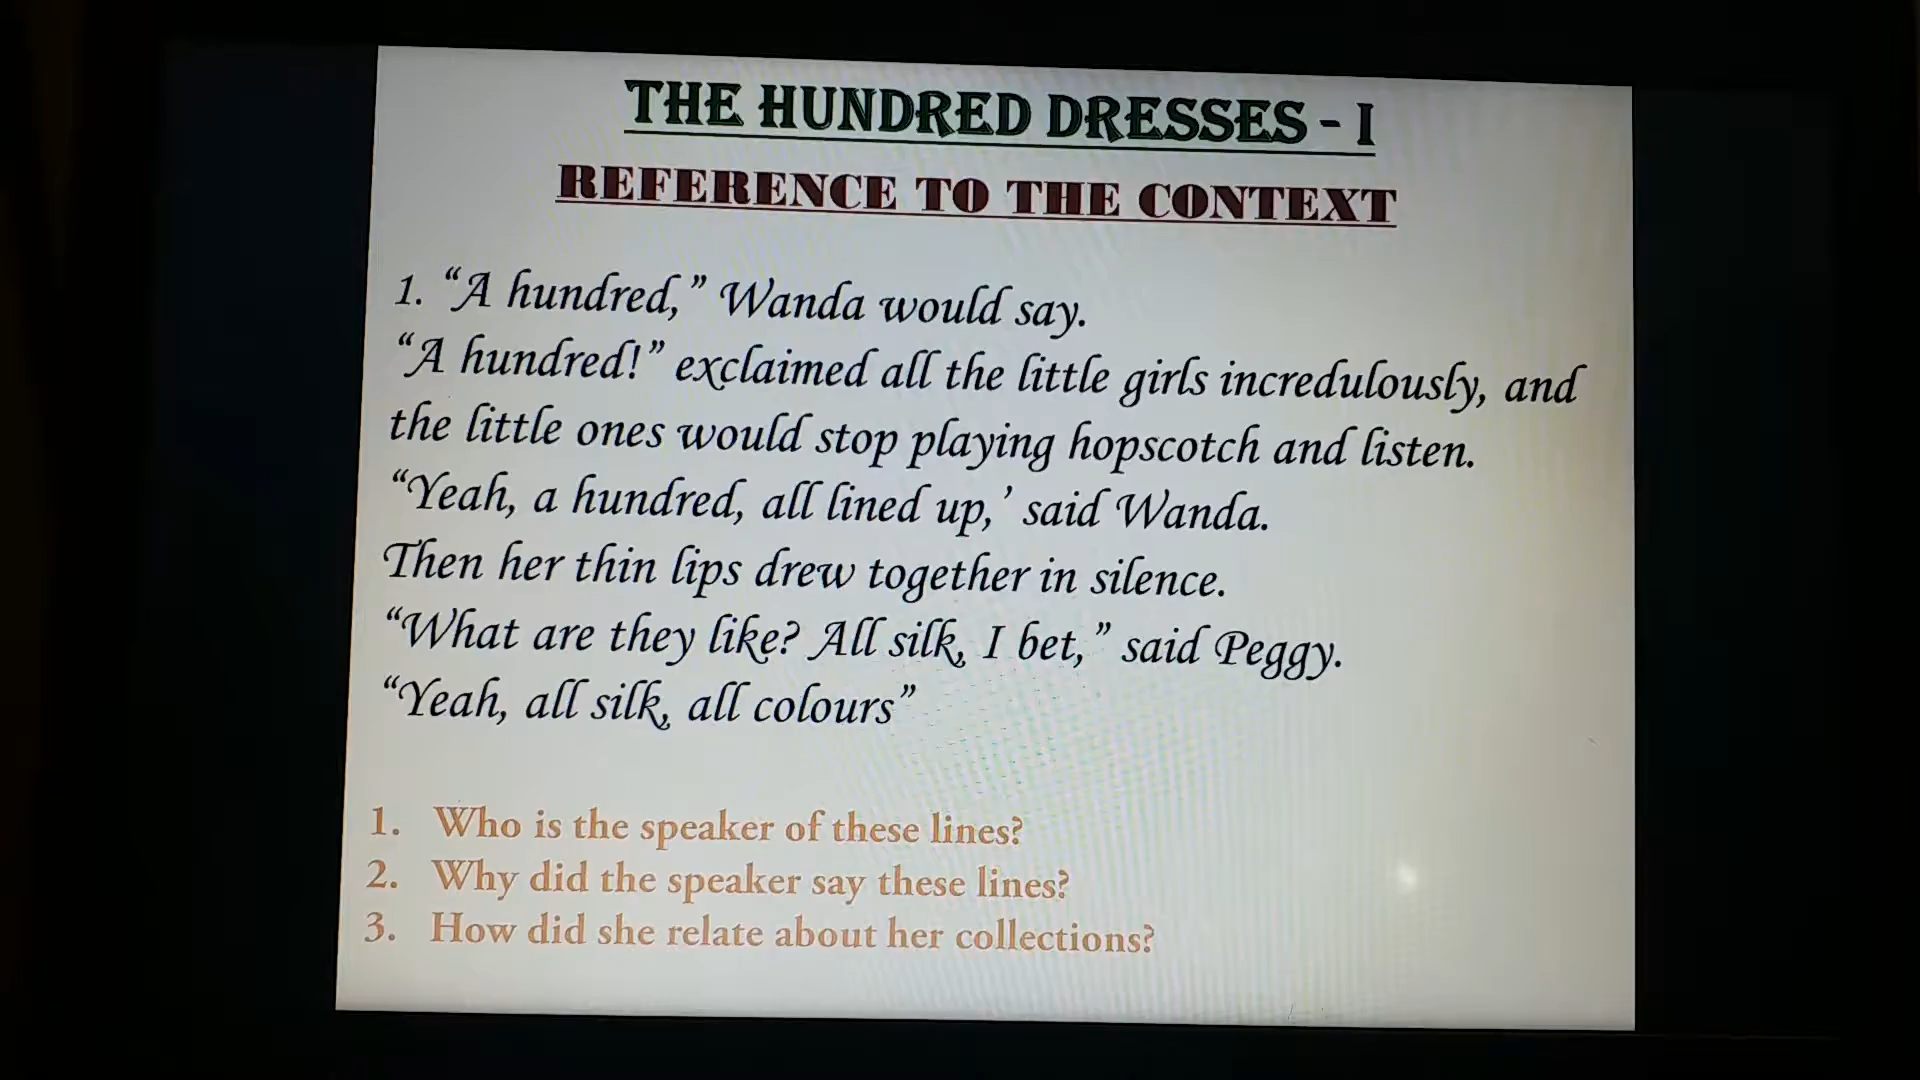 THE HUNDRED DRESSES - I
REFERENCE TO THE CONTEXT
1. “A hundred,” Wanda would say.
“A hundred!” exclaimed all the little girls incredulously, and
the little ones would stop playing hopscotch and listen.
“Yeah, a hundred, all lined up,’ said Wanda.
Then her thin lips drew together in silence.
“What are they like? All silk, I bet,” said Peggy.
“Yeah, all silk, all colours”
1. Who is the speaker of these lines?
2. Why did the speaker say these lines?
3. How did she relate about her collections?